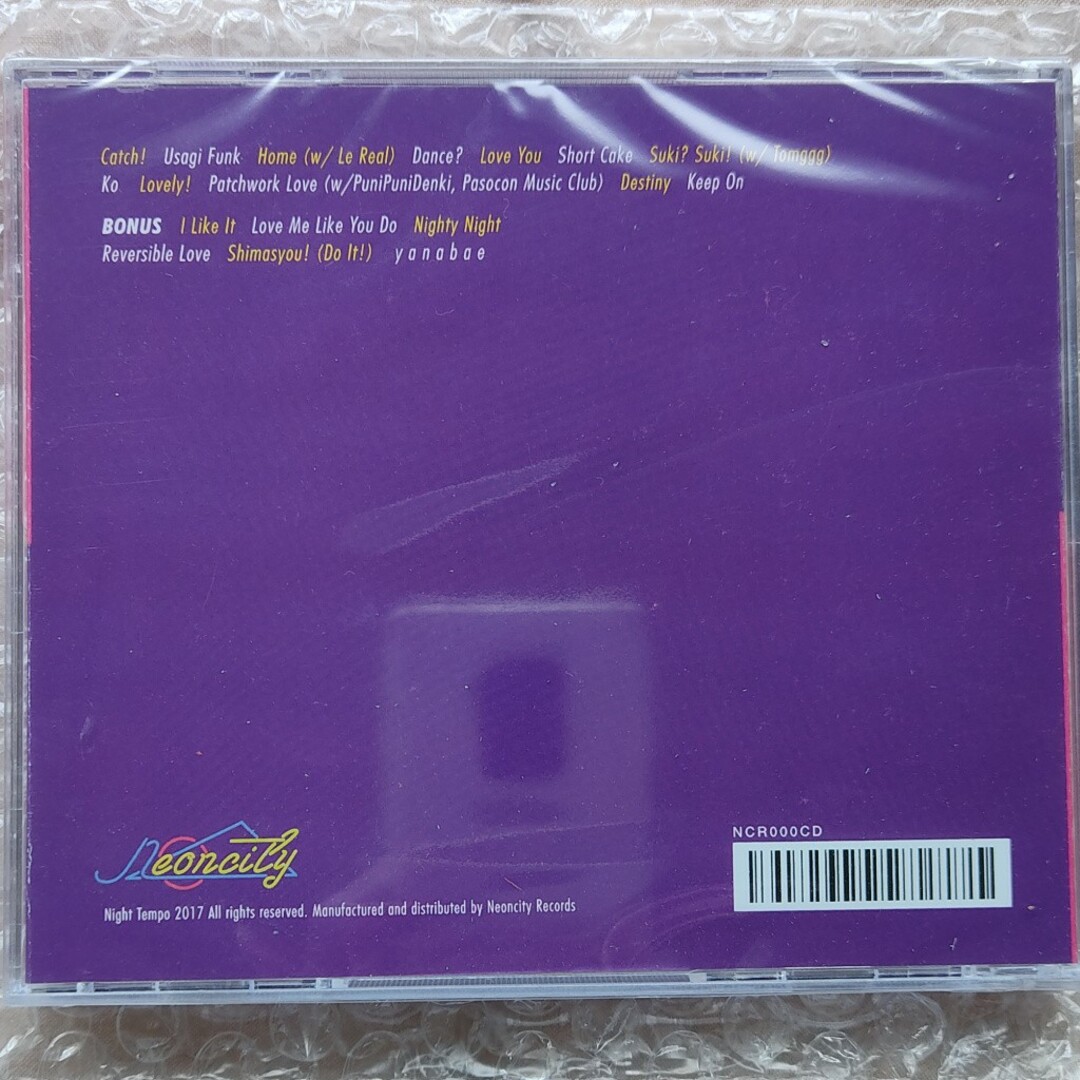 Catch! Usagi Funk Home (w/ Le Real) Dance? Love You Short Cake Suki? Suki! (w/ Tomggg)
Ko Lovely! Patchwork Love (w/PuniPuniDenki, Pasocon Music Club) Destiny Keep On
BONUS I Like It Love Me Like You Do Nighty Night
Reversible Love Shimasyou! (Do It!) yanabae
Neoncity
NCR000CD
Night Tempo 2017 All rights reserved. Manufactured and distributed by Neoncity Records